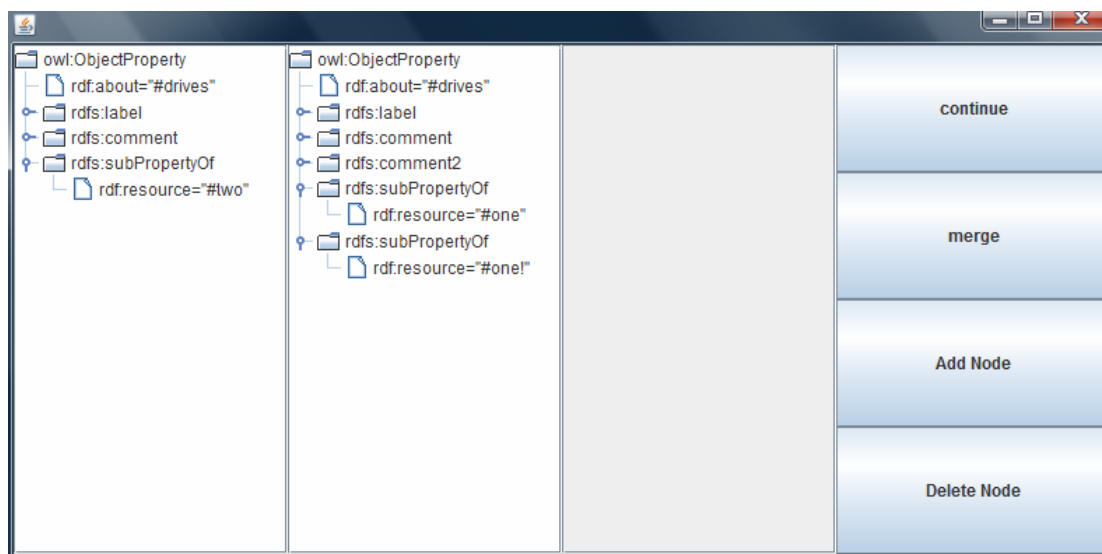 owl:ObjectProperty
rdf:about="#drives"
rdfs:label
rdfs:comment
rdfs:subPropertyOf
rdf:resource="#two"
owl:ObjectProperty
rdf:about="#drives"
rdfs:label
rdfs:comment
rdfs:comment2
rdfs:subPropertyOf
rdf:resource="#one"
rdfs:subPropertyOf
rdf:resource="#one!"
continue
merge
Add Node
Delete Node